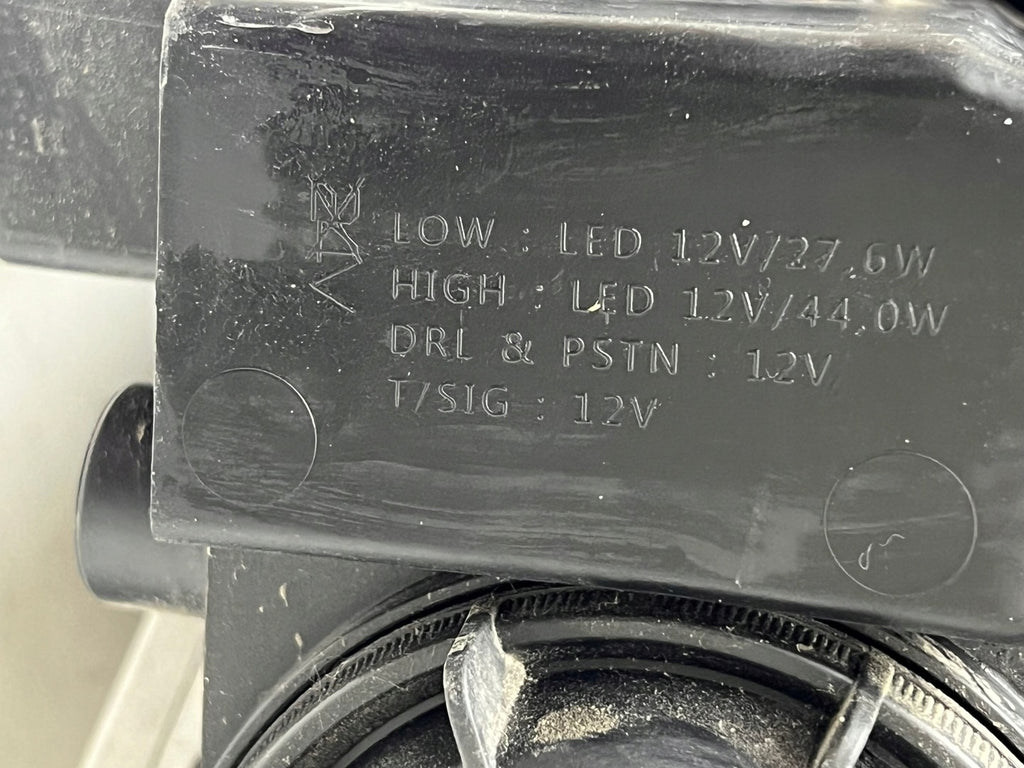 LOW : LED 12V/27.6W
HIGH : LED 12V/44.0W
DRL & PSTN : 12V
T/SIG : 12V